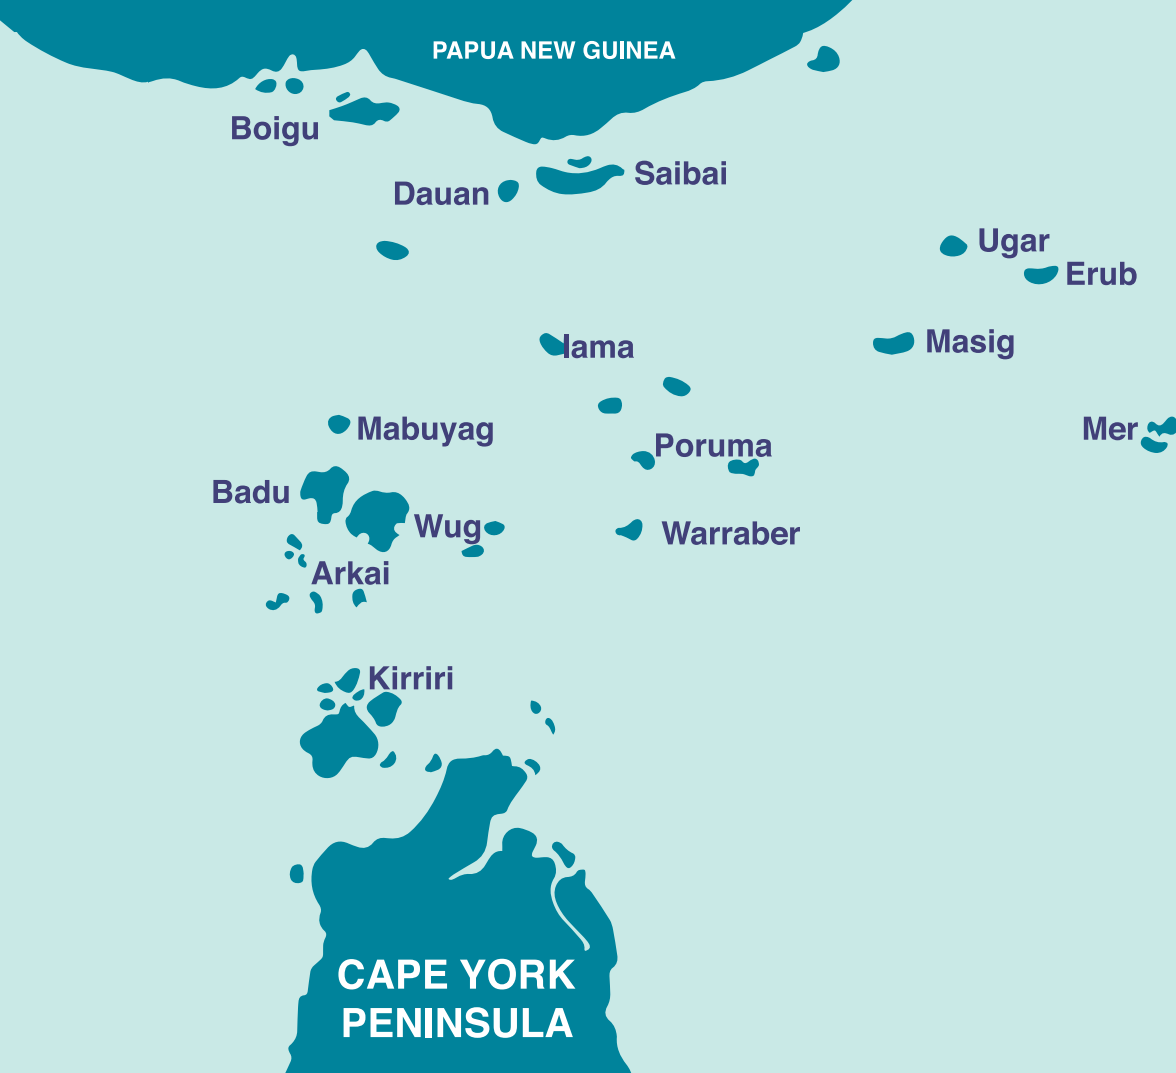 PAPUA NEW GUINEA
Boigu
Saibai
Dauan
Ugar
Erub
Iama
Masig
Mabuyag
Mer
Poruma
Badu
Wug
Warraber
Arkai
Kirriri
CAPE YORK
PENINSULA